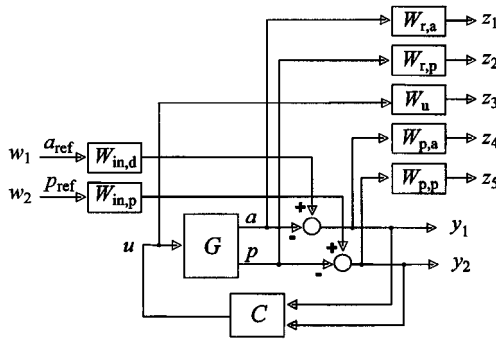 W_r,a z_1
W_r,p z_2
W_u z_3
a_ref W_p,a z_4
w_1 W_in,d
p_ref W_p,p z_5
w_2 W_in,p
+ a - y_1
u G + p - y_2
C